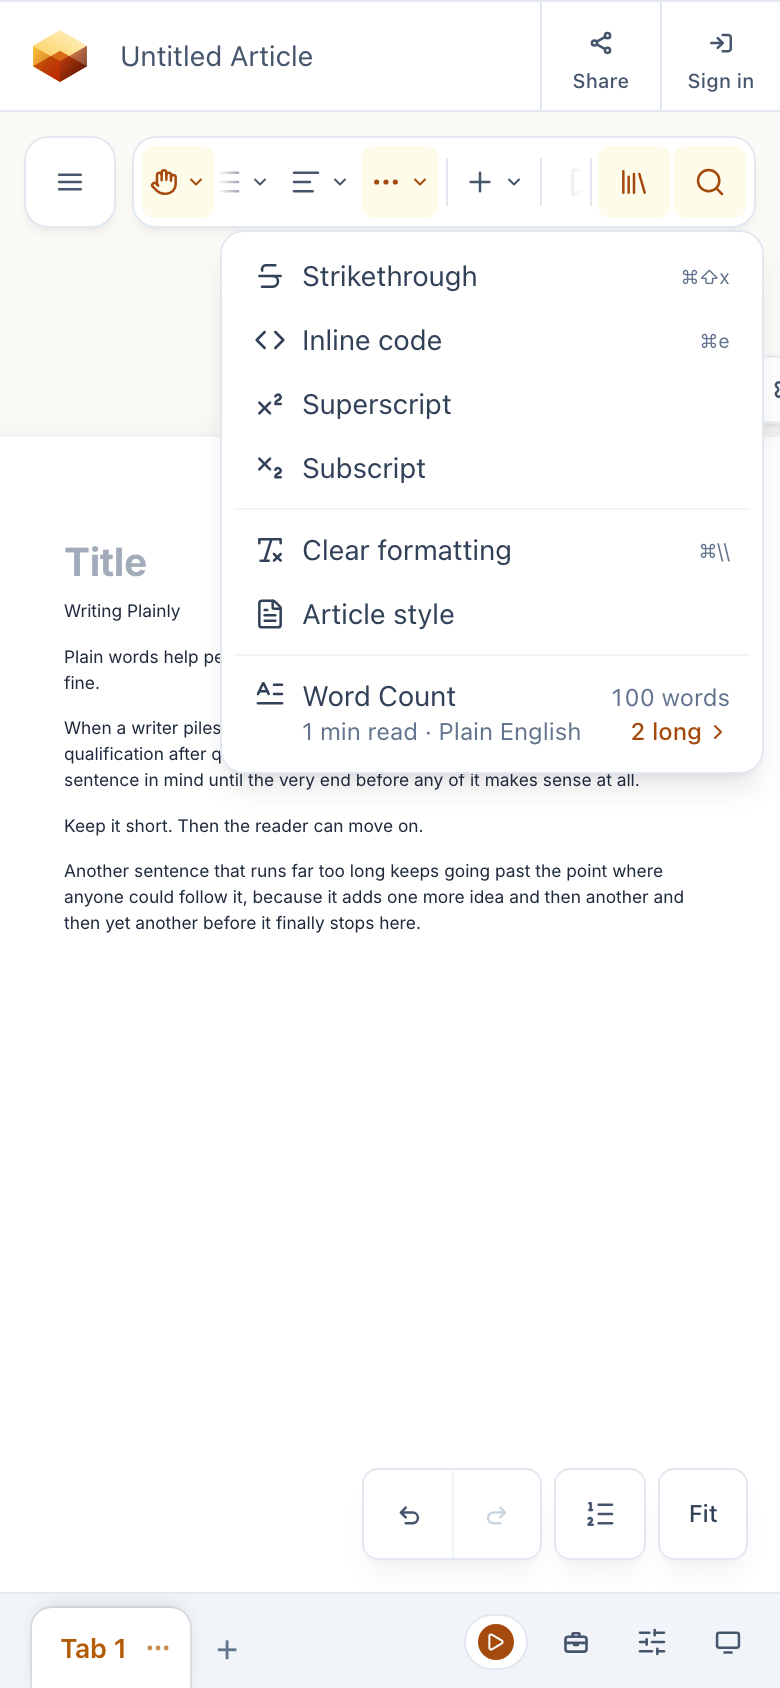 Untitled Article
Share
Sign in
Strikethrough ⌘⇧x
Inline code ⌘e
Superscript
Subscript
Clear formatting ⌘\\
Article style
Word Count 100 words
1 min read · Plain English 2 long
Title
Writing Plainly
Plain words help
fine.
When a writer piles
qualification after
sentence in mind until the very end before any of it makes sense at all.
Keep it short. Then the reader can move on.
Another sentence that runs far too long keeps going past the point where
anyone could follow it, because it adds one more idea and then another and
then yet another before it finally stops here.
Fit
Tab 1